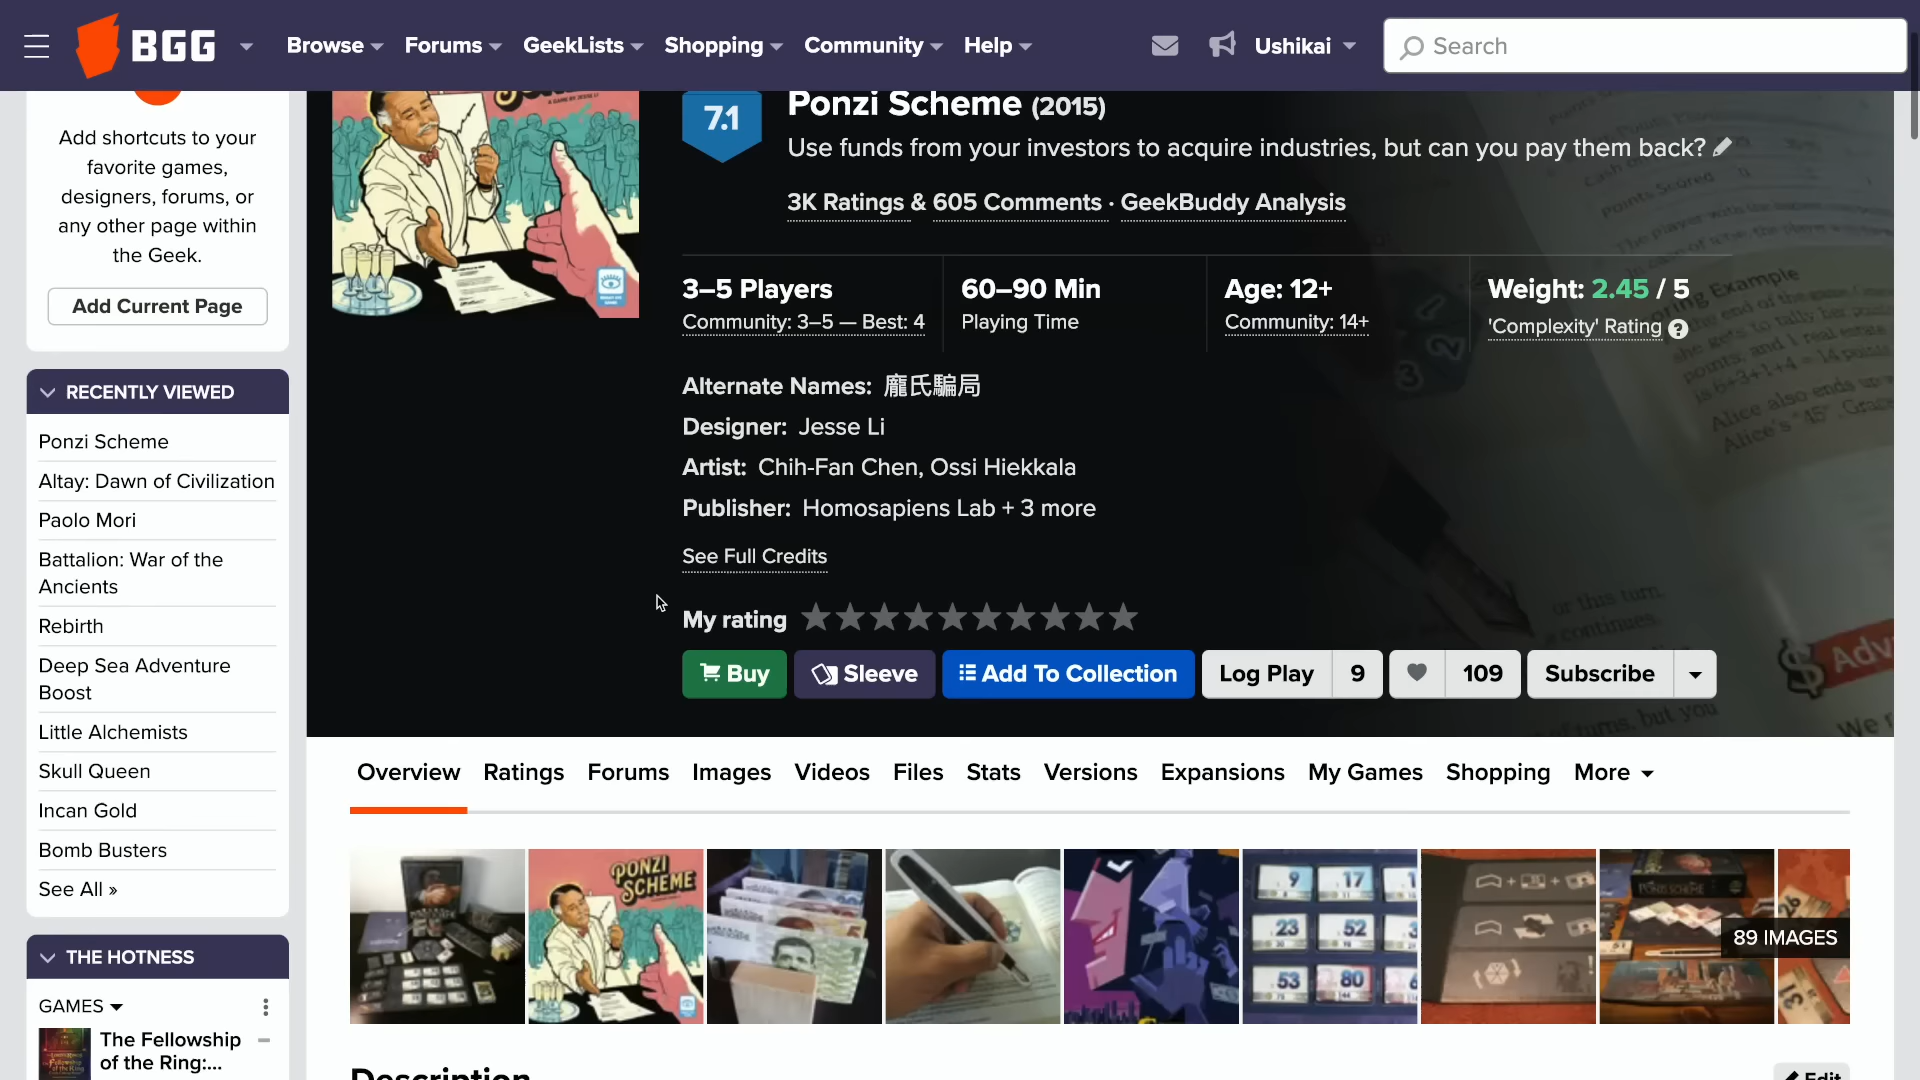 BGG
Browse
Forums
GeekLists
Shopping
Community
Help
Ushikai
Search
Add shortcuts to your
favorite games,
designers, forums, or
any other page within
the Geek.
Add Current Page
RECENTLY VIEWED
Ponzi Scheme
Altay: Dawn of Civilization
Paolo Mori
Battalion: War of the
Ancients
Rebirth
Deep Sea Adventure
Boost
Little Alchemists
Skull Queen
Incan Gold
Bomb Busters
See All »
THE HOTNESS
GAMES
The Fellowship
of the Ring:...
7.1
Ponzi Scheme (2015)
Use funds from your investors to acquire industries, but can you pay them back?
3K Ratings & 605 Comments · GeekBuddy Analysis
3–5 Players
Community: 3–5 — Best: 4
60–90 Min
Playing Time
Age: 12+
Community: 14+
Weight: 2.45 / 5
'Complexity' Rating ?
Alternate Names: 龐氏騙局
Designer: Jesse Li
Artist: Chih-Fan Chen, Ossi Hiekkala
Publisher: Homosapiens Lab + 3 more
See Full Credits
My rating
Buy
Sleeve
Add To Collection
Log Play
9
109
Subscribe
Overview
Ratings
Forums
Images
Videos
Files
Stats
Versions
Expansions
My Games
Shopping
More
PONZI
SCHEME
9 17
23 52
53 80
89 IMAGES
Description
Edit